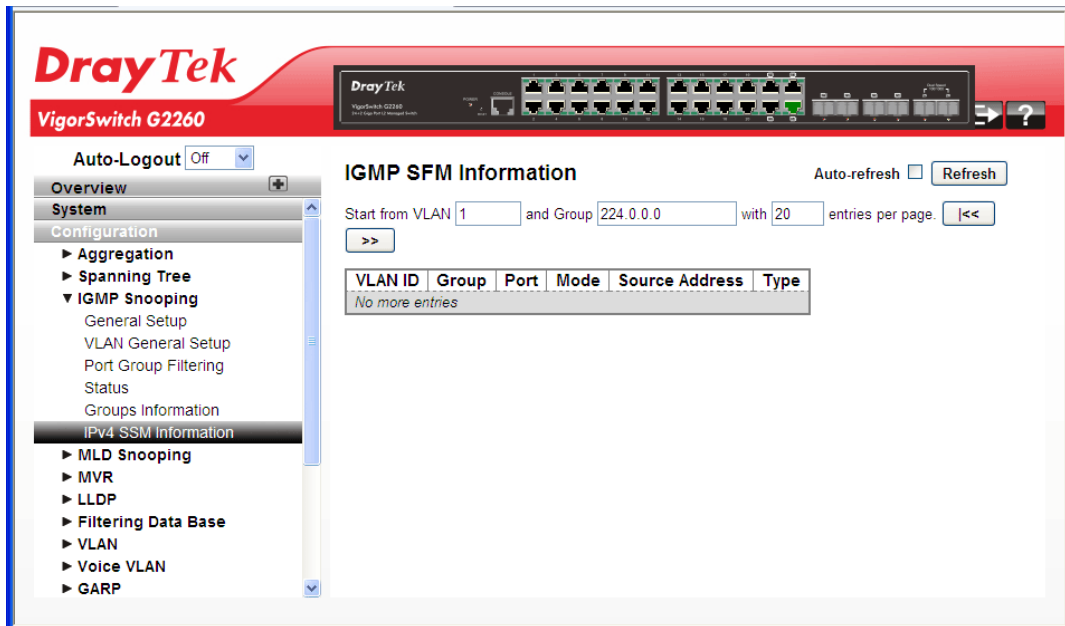 DrayTek
VigorSwitch G2260
DrayTek
VigorSwitch G2260
Auto-Logout Off
Overview
System
Configuration
Aggregation
Spanning Tree
IGMP Snooping
General Setup
VLAN General Setup
Port Group Filtering
Status
Groups Information
IPv4 SSM Information
MLD Snooping
MVR
LLDP
Filtering Data Base
VLAN
Voice VLAN
GARP
IGMP SFM Information
Auto-refresh Refresh
Start from VLAN 1 and Group 224.0.0.0 with 20 entries per page. |<<
>>
VLAN ID Group Port Mode Source Address Type
No more entries